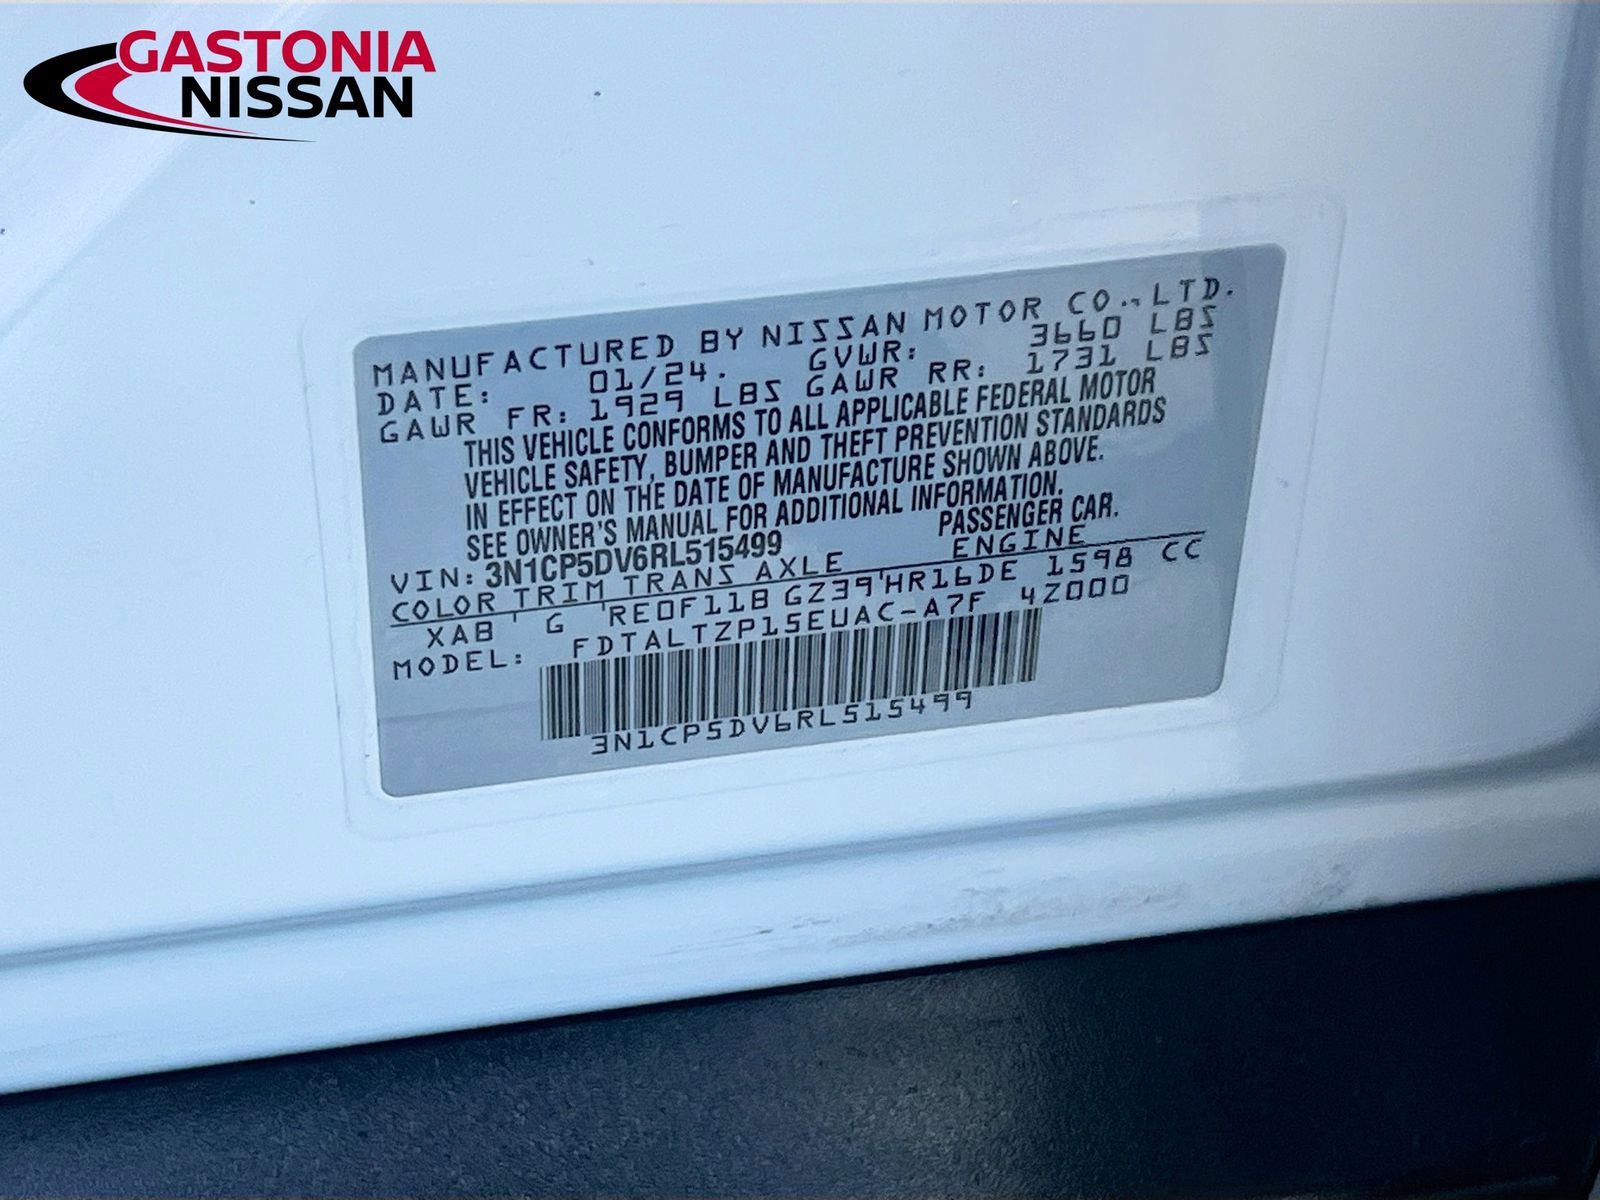 GASTONIA
NISSAN
MANUFACTURED BY NISSAN MOTOR CO., LTD.
DATE: 01/24. GVWR: 3660 LBS
GAWR FR: 1929 LBS GAWR RR: 1731 LBS
THIS VEHICLE CONFORMS TO ALL APPLICABLE FEDERAL MOTOR
VEHICLE SAFETY, BUMPER AND THEFT PREVENTION STANDARDS
IN EFFECT ON THE DATE OF MANUFACTURE SHOWN ABOVE.
SEE OWNER'S MANUAL FOR ADDITIONAL INFORMATION.
VIN: 3N1CP5DV6RL515499 PASSENGER CAR.
COLOR TRIM TRANS AXLE ENGINE
XAB G RE0F11B GZ39 HR16DE 1598 CC
MODEL: FDTALTZP15EUAC-A7F 4Z000
3N1CP5DV6RL515499